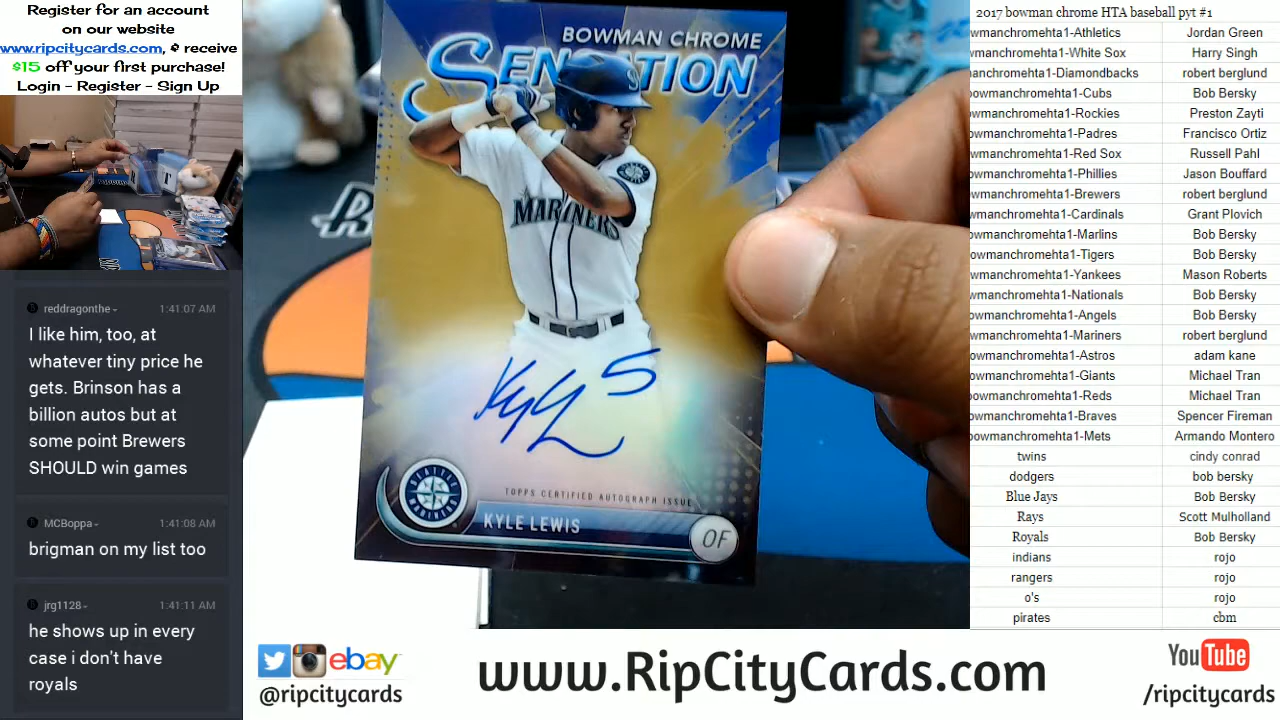 Register for an account
on our website
www.ripcitycards.com, & receive
$15 off your first purchase!
Login - Register - Sign Up
reddragonthe
1:41:07 AM
I like him, too, at
whatever tiny price he
gets. Brinson has a
billion autos but at
some point Brewers
SHOULD win games
MCBoppa
1:41:08 AM
brigman on my list too
jrg1128
1:41:11 AM
he shows up in every
case i don't have
royals
BOWMAN CHROME
SENSATION
MARINERS
Kyle 5
TOPPS CERTIFIED AUTOGRAPH ISSUE
SEATTLE
MARINERS
KYLE LEWIS
OF
2017 bowman chrome HTA baseball pyt #1
owmanchromehta1-Athletics Jordan Green
wmanchromehta1-White Sox Harry Singh
nanchromehta1-Diamondbacks robert berglund
bowmanchromehta1-Cubs Bob Bersky
owmanchromehta1-Rockies Preston Zayti
owmanchromehta1-Padres Francisco Ortiz
wmanchromehta1-Red Sox Russell Pahl
owmanchromehta1-Phillies Jason Bouffard
owmanchromehta1-Brewers robert berglund
wmanchromehta1-Cardinals Grant Plovich
owmanchromehta1-Marlins Bob Bersky
owmanchromehta1-Tigers Bob Bersky
wmanchromehta1-Yankees Mason Roberts
wmanchromehta1-Nationals Bob Bersky
owmanchromehta1-Angels Bob Bersky
wmanchromehta1-Mariners robert berglund
owmanchromehta1-Astros adam kane
owmanchromehta1-Giants Michael Tran
owmanchromehta1-Reds Michael Tran
owmanchromehta1-Braves Spencer Fireman
owmanchromehta1-Mets Armando Montero
twins cindy conrad
dodgers bob bersky
Blue Jays Bob Bersky
Rays Scott Mulholland
Royals Bob Bersky
indians rojo
rangers rojo
o's rojo
pirates cbm
ebay
@ripcitycards
www.RipCityCards.com
YouTube
/ripcitycards